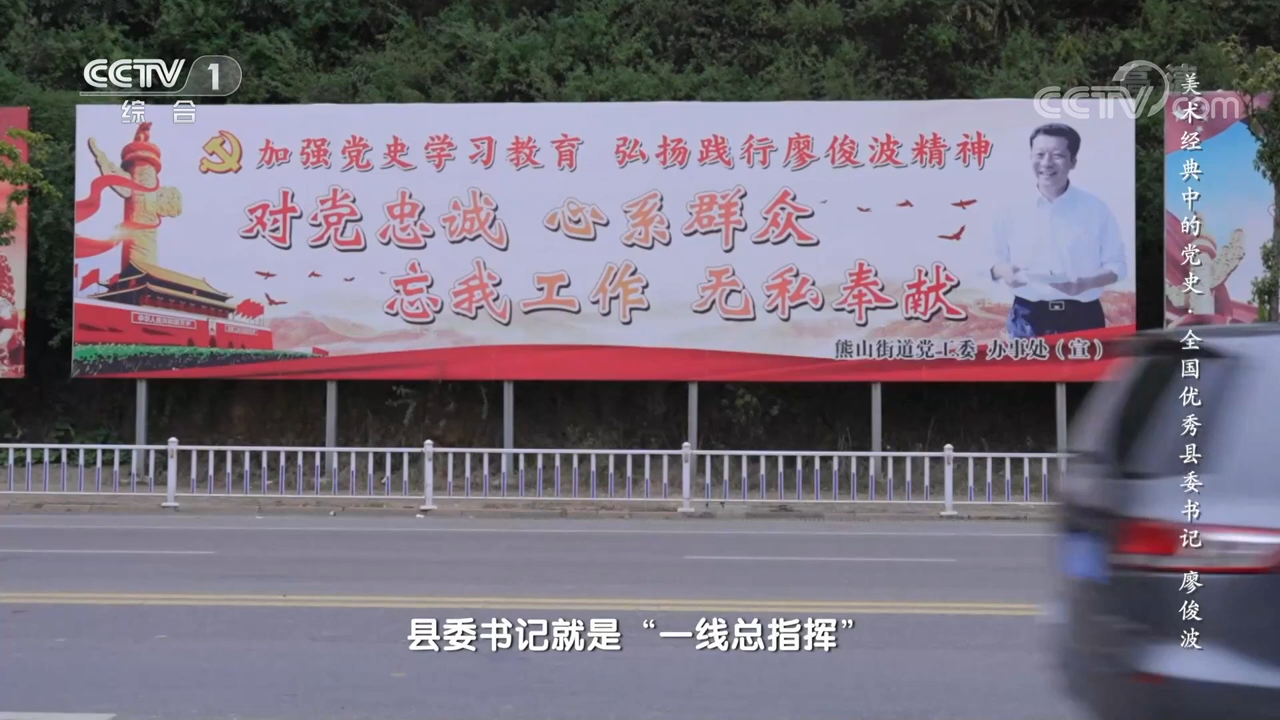 CCTV 1
综合
高清
CCTV.com
加强党史学习教育 弘扬践行廖俊波精神
对党忠诚 心系群众
忘我工作 无私奉献
熊山街道党工委 办事处（宣）
美术经典中的党史·全国优秀县委书记 廖俊波
县委书记就是“一线总指挥”